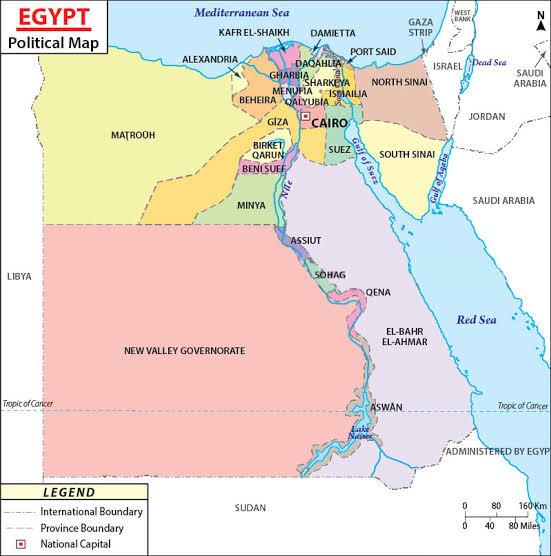 EGYPT
Political Map
Mediterranean Sea
KAFR EL-SHAIKH
DAMIETTA
GAZA
STRIP
WEST
BANK
N
ALEXANDRIA
DAQAHLIA
PORT SAID
ISRAEL
Dead Sea
GHARBIA
SHARKEYA
NORTH SINAI
SAUDI
ARABIA
BEHEIRA
MENUFIA
ISMAILIA
QALYUBIA
JORDAN
MAŢROUH
GIZA
CAIRO
BIRKET
QARUN
SUEZ
SOUTH SINAI
BENI SUEF
Gulf of Suez
Gulf of Aqaba
Nile
MINYA
SAUDI ARABIA
ASSIUT
LIBYA
SOHAG
QENA
Red Sea
EL-BAHR
EL-AHMAR
NEW VALLEY GOVERNORATE
Tropic of Cancer
ASWÂN
Tropic of Cancer
Lake
Nasser
ADMINISTERED BY EGYPT
SUDAN
LEGEND
International Boundary
Province Boundary
National Capital
0 80 160 Km
0 40 80 Miles